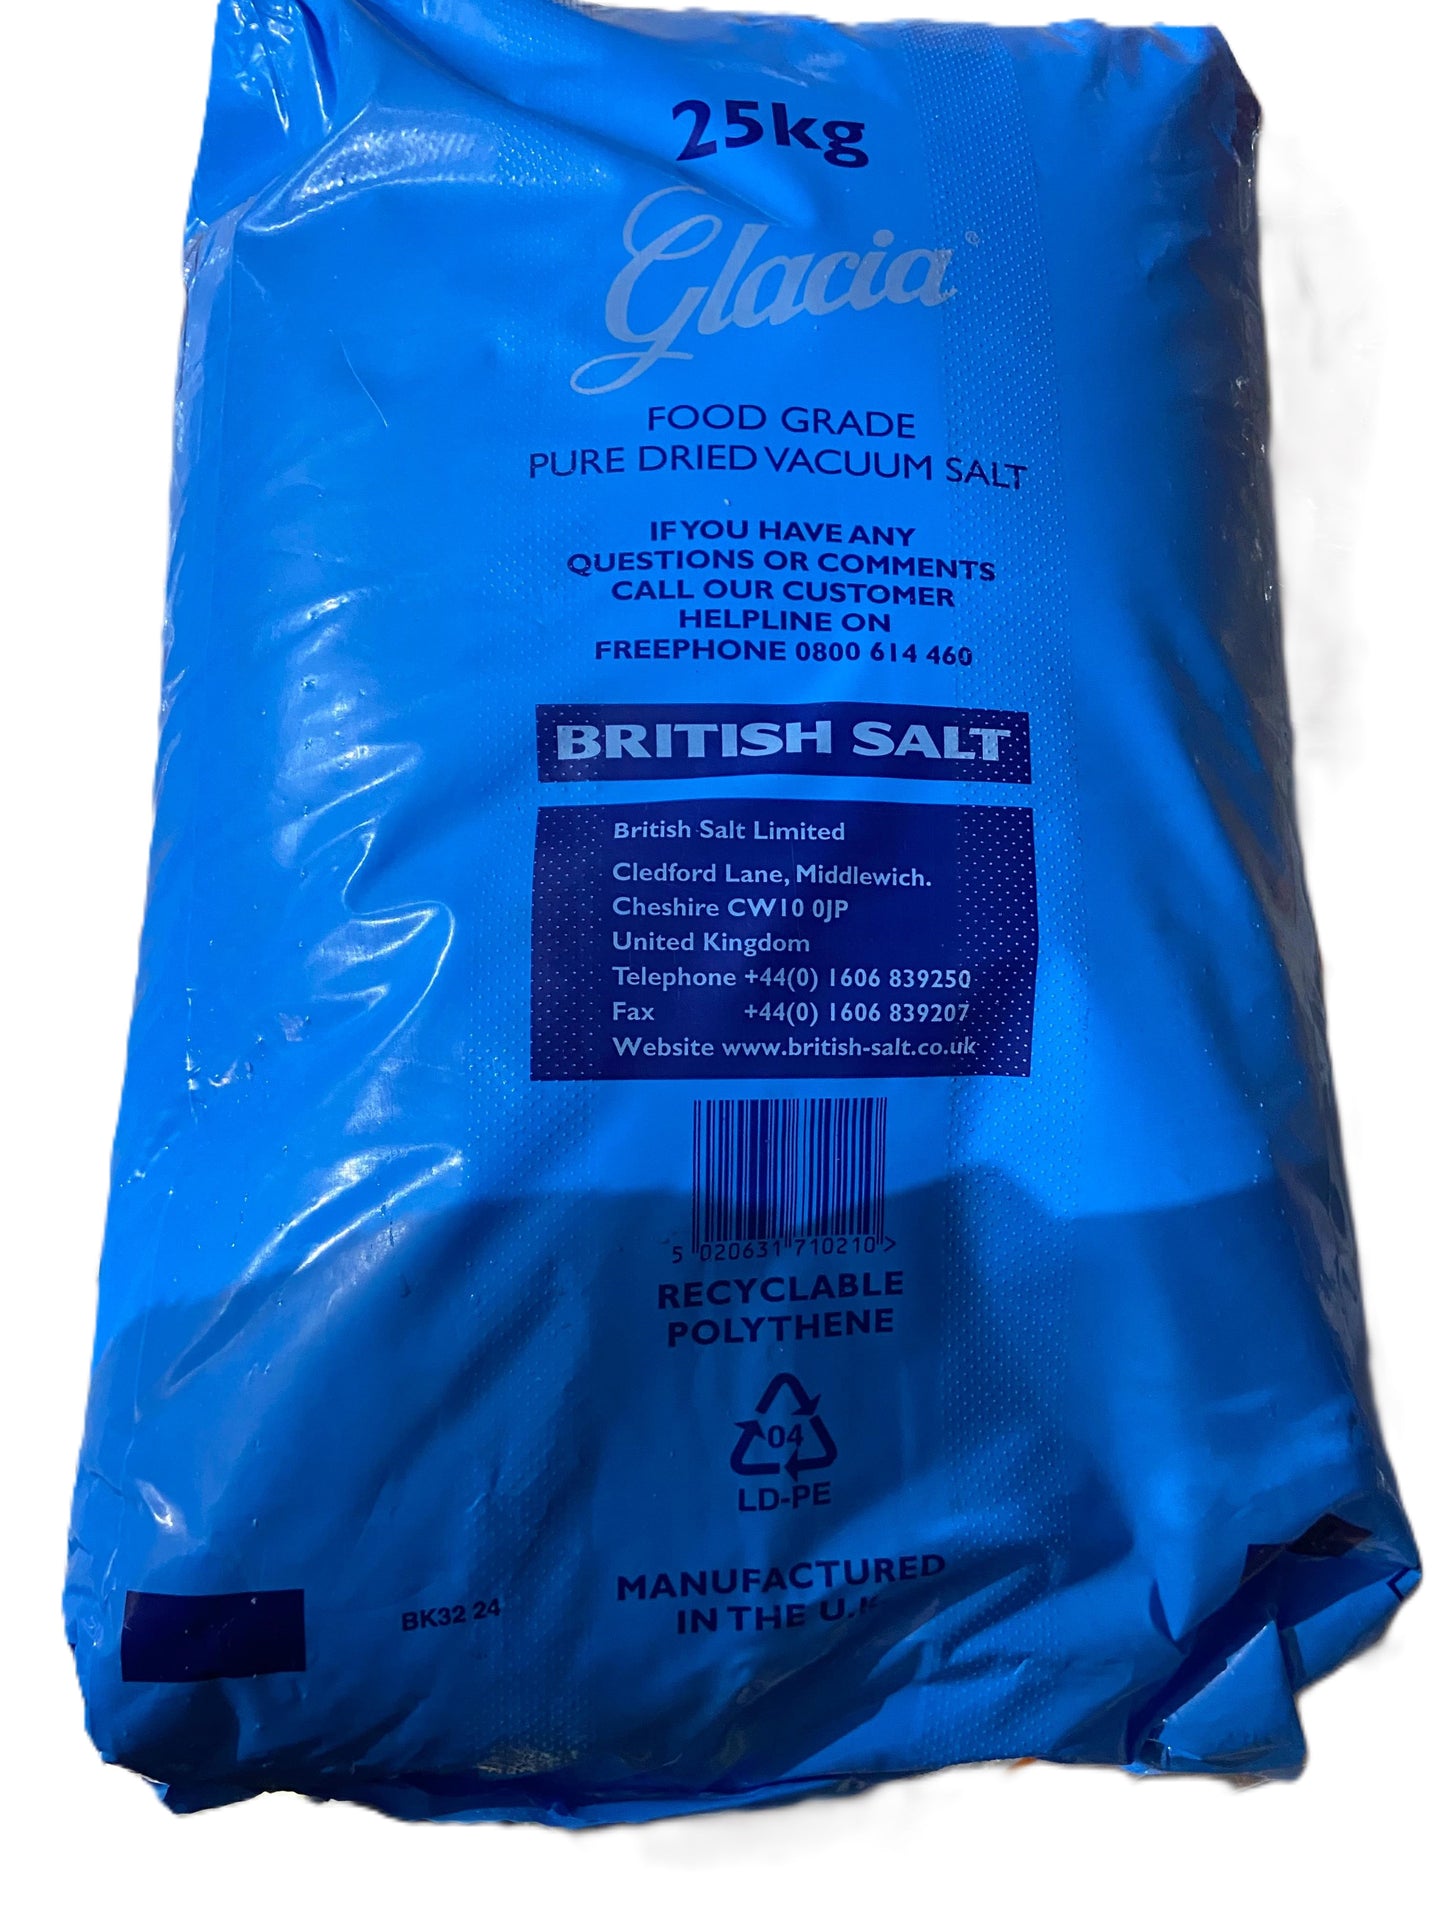 25kg
Glacia®
FOOD GRADE
PURE DRIED VACUUM SALT
IF YOU HAVE ANY
QUESTIONS OR COMMENTS
CALL OUR CUSTOMER
HELPLINE ON
FREEPHONE 0800 614 460
BRITISH SALT
British Salt Limited
Cledford Lane, Middlewich.
Cheshire CW10 0JP
United Kingdom
Telephone +44(0) 1606 839250
Fax +44(0) 1606 839207
Website www.british-salt.co.uk
5 020631 710210 >
RECYCLABLE
POLYTHENE
04
LD-PE
MANUFACTURED
IN THE U.K
BK32 24